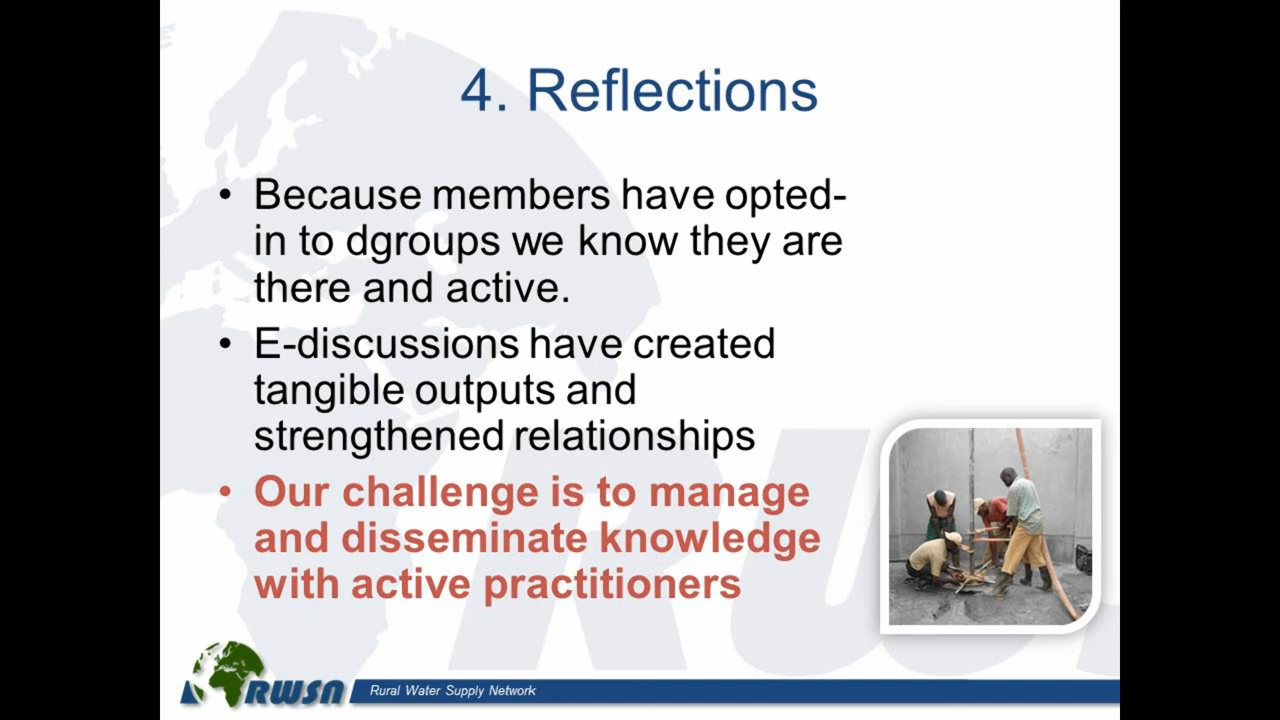 4. Reflections
• Because members have opted-
in to dgroups we know they are
there and active.
• E-discussions have created
tangible outputs and
strengthened relationships
• Our challenge is to manage
and disseminate knowledge
with active practitioners
RWSN
Rural Water Supply Network